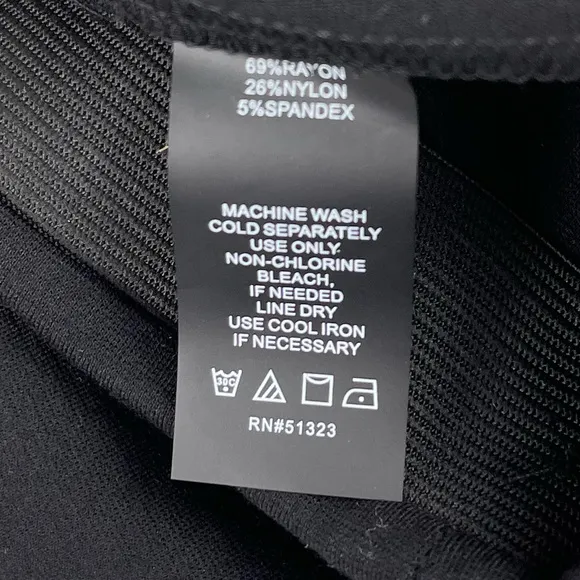 69%RAYON
26%NYLON
5%SPANDEX
MACHINE WASH
COLD SEPARATELY
USE ONLY
NON-CHLORINE
BLEACH,
IF NEEDED
LINE DRY
USE COOL IRON
IF NECESSARY
30C
RN#51323